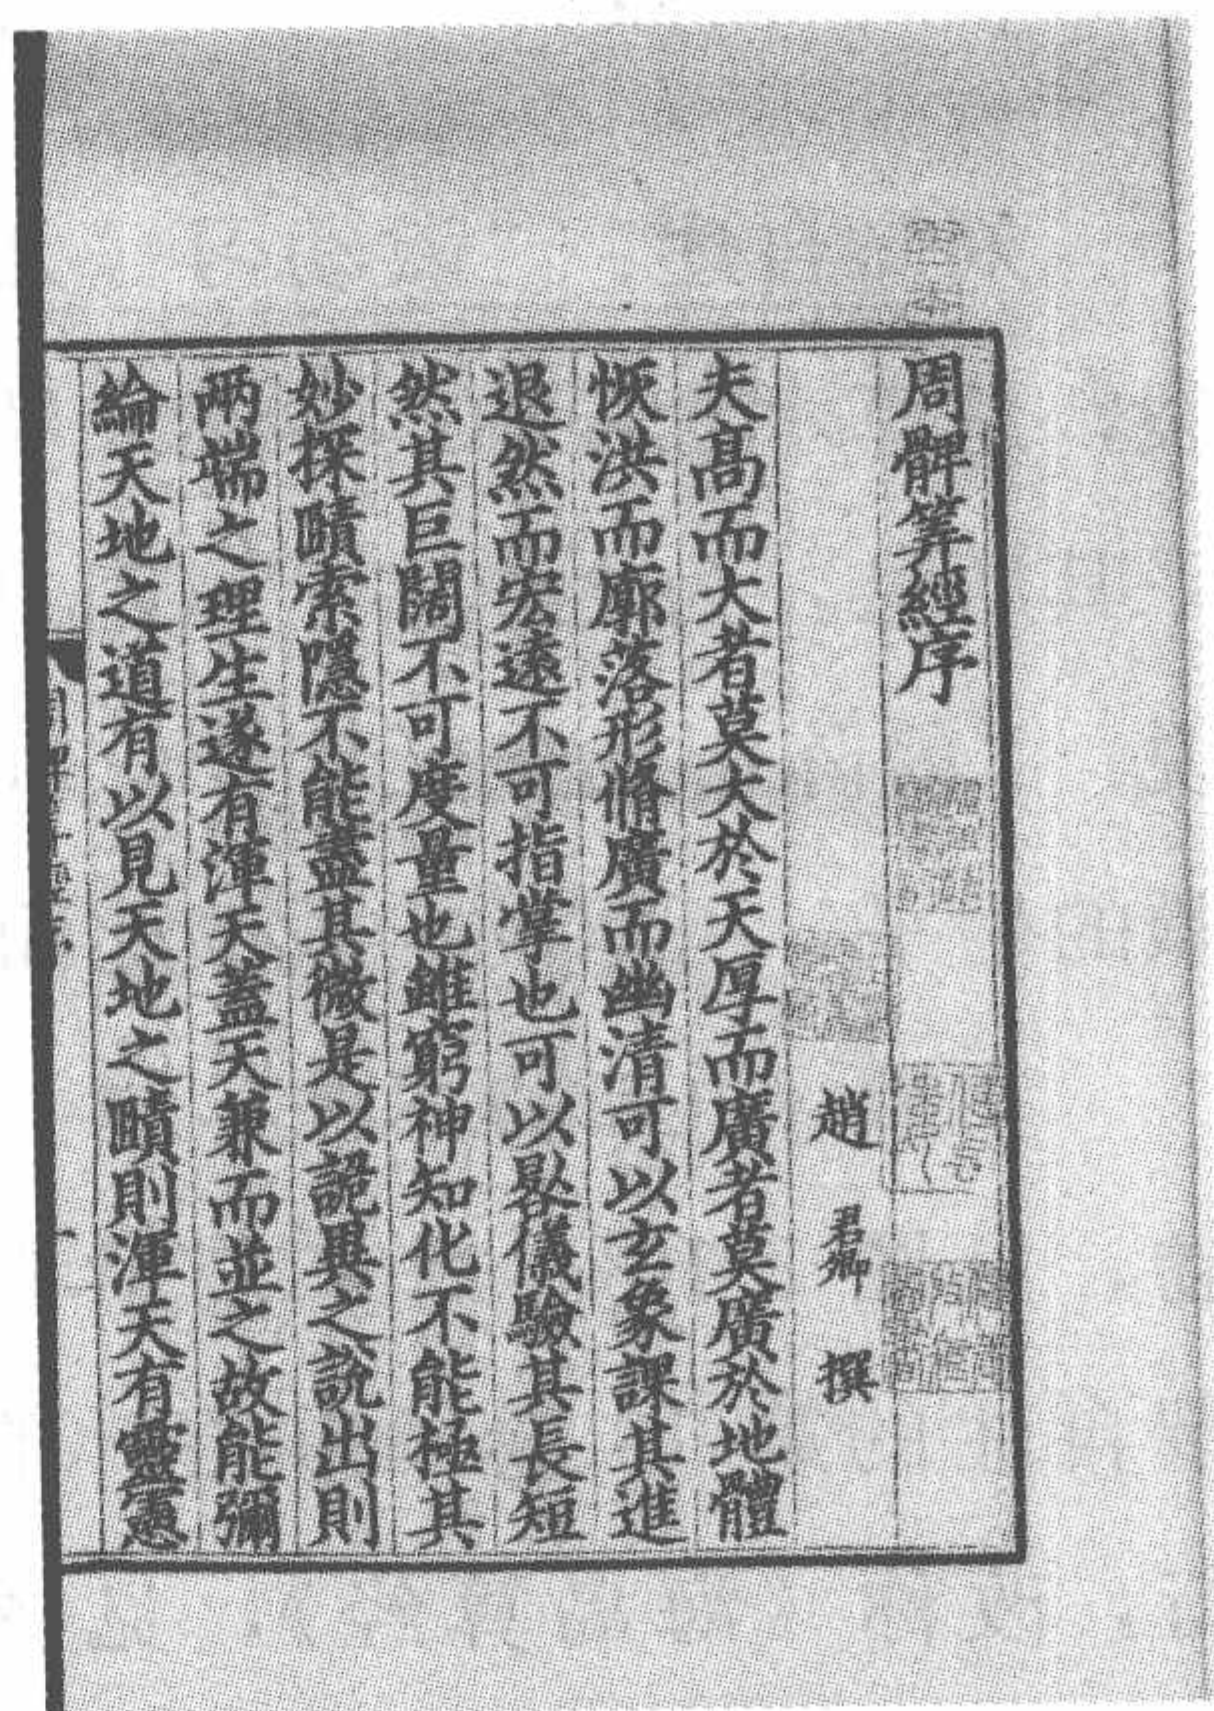 周髀筭經序
趙君卿撰
夫髙而大者莫大於天厚而廣者莫廣於地體
恢洪而廓落形脩廣而幽清可以玄象課其進
退然而宏遠不可指掌也可以晷儀驗其長短
然其巨闊不可度量也雖窮神知化不能極其
妙探賾索隱不能盡其微是以詭異之說出則
兩端之理生遂有渾天蓋天兼而並之故能彌
綸天地之道有以見天地之賾則渾天有靈憲